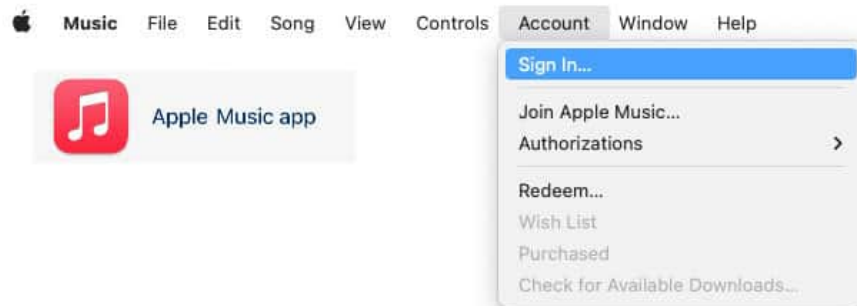 Music File Edit Song View Controls Account Window Help
Sign In...
Apple Music app
Join Apple Music...
Authorizations
Redeem...
Wish List
Purchased
Check for Available Downloads...